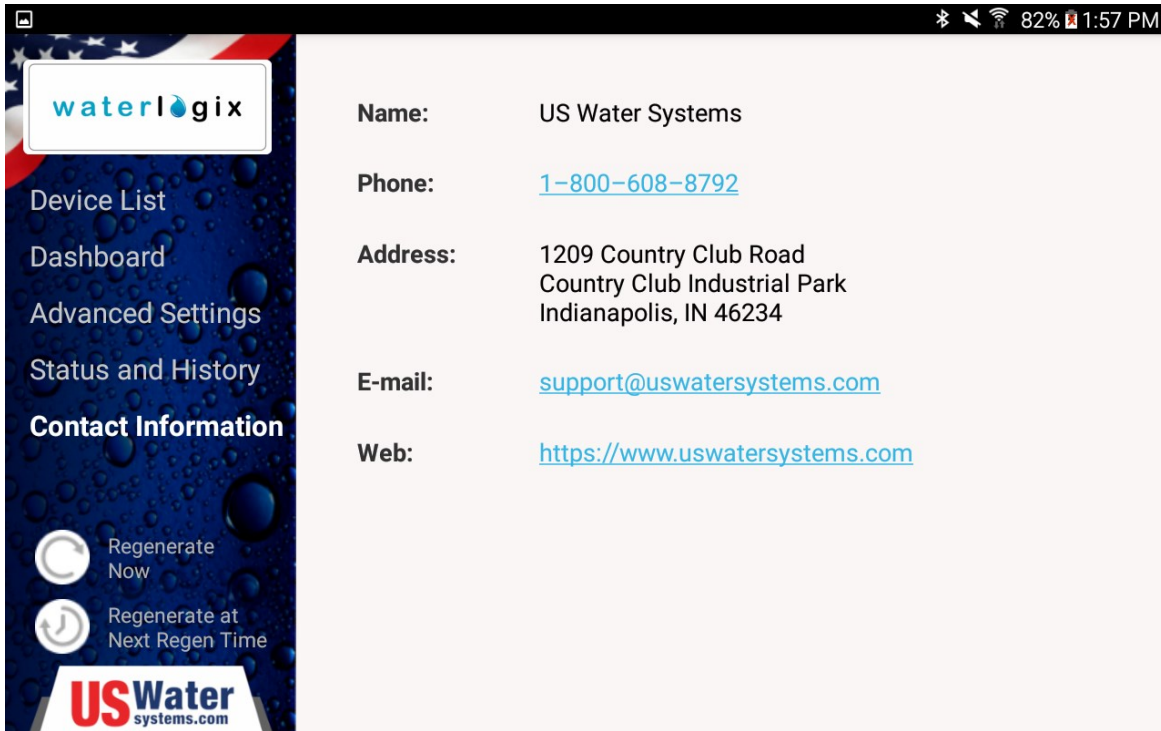 82% 1:57 PM
waterlogix
Device List
Dashboard
Advanced Settings
Status and History
Contact Information
Regenerate
Now
Regenerate at
Next Regen Time
USWater
systems.com
Name: US Water Systems
Phone: 1–800–608–8792
Address: 1209 Country Club Road
Country Club Industrial Park
Indianapolis, IN 46234
E-mail: support@uswatersystems.com
Web: https://www.uswatersystems.com